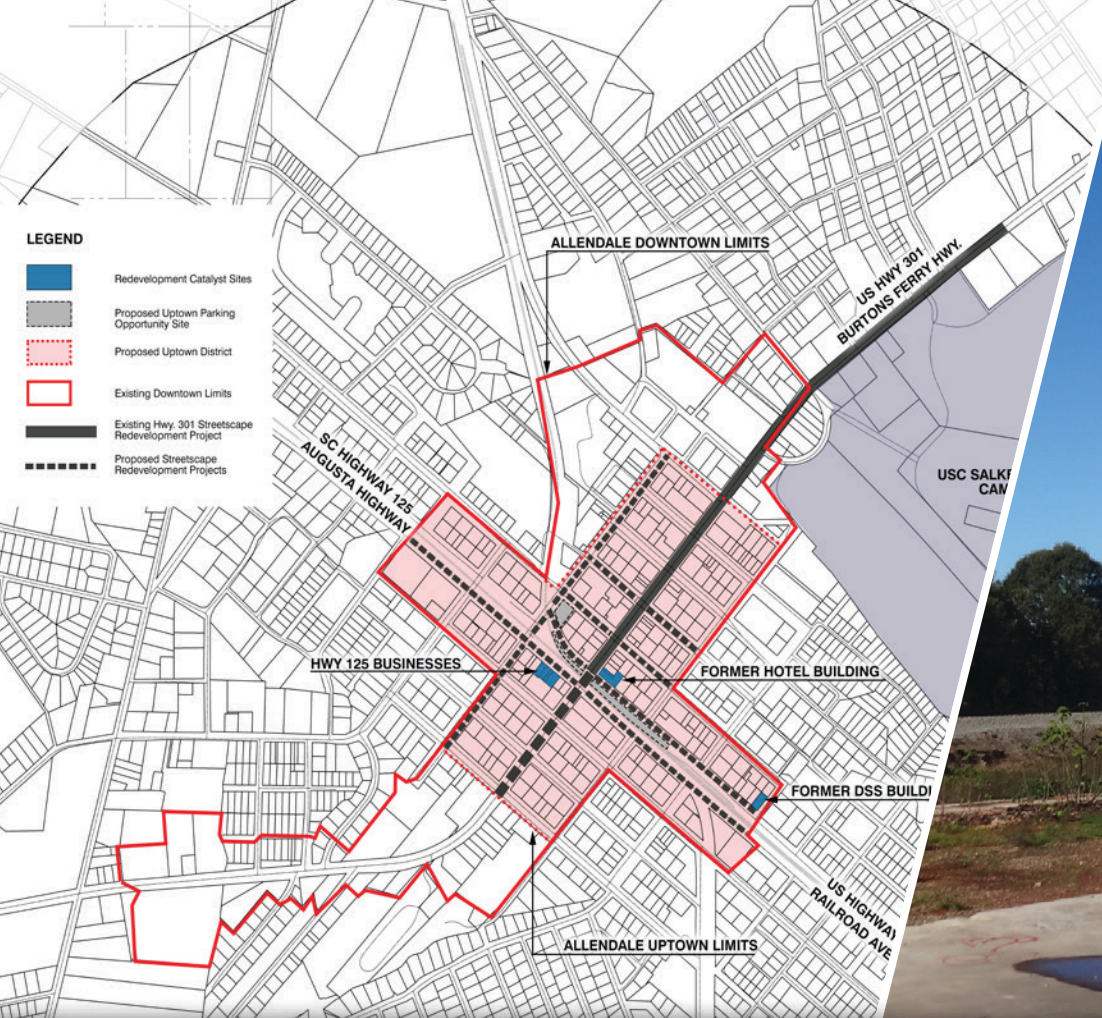 LEGEND
Redevelopment Catalyst Sites
Proposed Uptown Parking
Opportunity Site
Proposed Uptown District
Existing Downtown Limits
Existing Hwy. 301 Streetscape
Redevelopment Project
Proposed Streetscape
Redevelopment Projects
ALLENDALE DOWNTOWN LIMITS
US HWY 301
BURTONS FERRY HWY.
SC HIGHWAY 125
AUGUSTA HIGHWAY
USC
HWY 125 BUSINESSES
FORMER HOTEL BUILDING
FORMER DSS
US HIGHWAY
RAILROAD AVE
ALLENDALE UPTOWN LIMITS